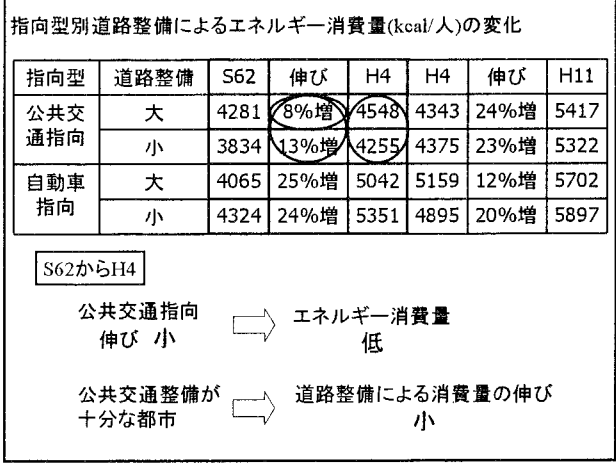 指向型別道路整備によるエネルギー消費量(kcal/人)の変化
指向型 道路整備 S62 伸び H4 H4 伸び H11
公共交通指向 大 4281 8%増 4548 4343 24%増 5417
小 3834 13%増 4255 4375 23%増 5322
自動車指向 大 4065 25%増 5042 5159 12%増 5702
小 4324 24%増 5351 4895 20%増 5897
S62からH4
公共交通指向 エネルギー消費量
伸び 小 低
公共交通整備が 道路整備による消費量の伸び
十分な都市 小